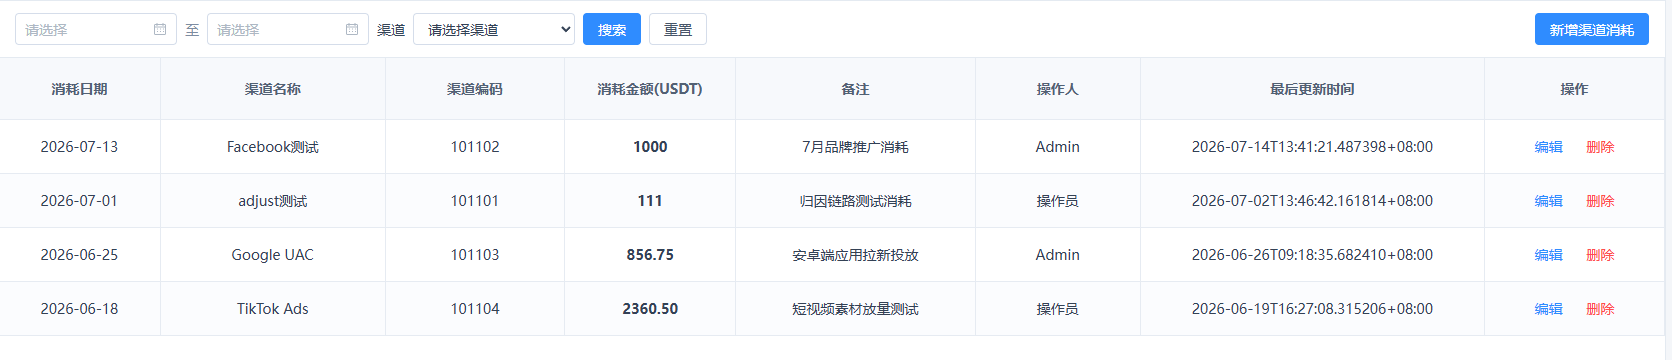 请选择 至 请选择 渠道 请选择渠道 搜索 重置 新增渠道消耗
消耗日期 渠道名称 渠道编码 消耗金额(USDT) 备注 操作人 最后更新时间 操作
2026-07-13 Facebook测试 101102 1000 7月品牌推广消耗 Admin 2026-07-14T13:41:21.487398+08:00 编辑 删除
2026-07-01 adjust测试 101101 111 归因链路测试消耗 操作员 2026-07-02T13:46:42.161814+08:00 编辑 删除
2026-06-25 Google UAC 101103 856.75 安卓端应用拉新投放 Admin 2026-06-26T09:18:35.682410+08:00 编辑 删除
2026-06-18 TikTok Ads 101104 2360.50 短视频素材放量测试 操作员 2026-06-19T16:27:08.315206+08:00 编辑 删除